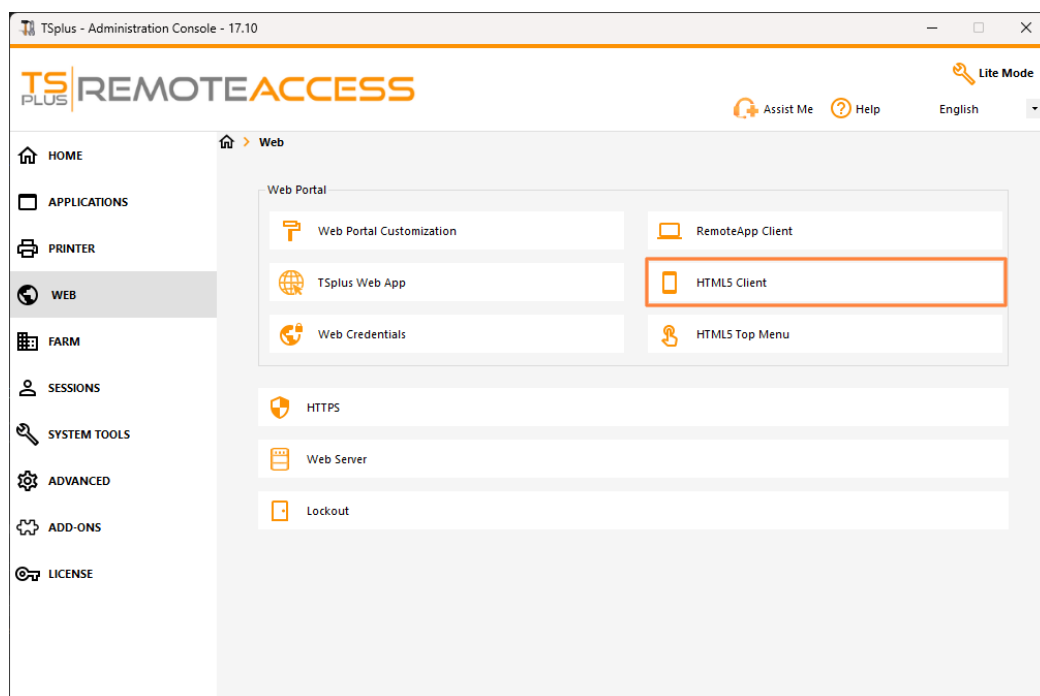 TSplus - Administration Console - 17.10
TS PLUS REMOTEACCESS
Lite Mode
Assist Me
Help
English
Web
HOME
APPLICATIONS
PRINTER
WEB
FARM
SESSIONS
SYSTEM TOOLS
ADVANCED
ADD-ONS
LICENSE
Web Portal
Web Portal Customization
RemoteApp Client
TSplus Web App
HTML5 Client
Web Credentials
HTML5 Top Menu
HTTPS
Web Server
Lockout